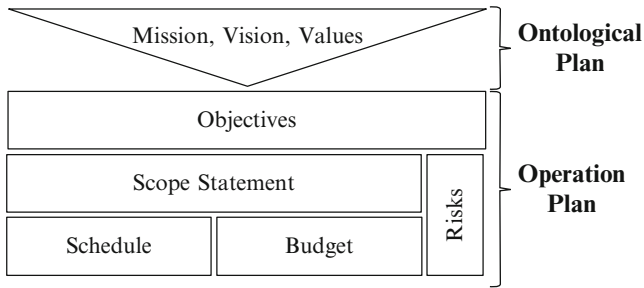 Mission, Vision, Values
Ontological
Plan
Objectives
Scope Statement
Operation
Plan
Risks
Schedule
Budget